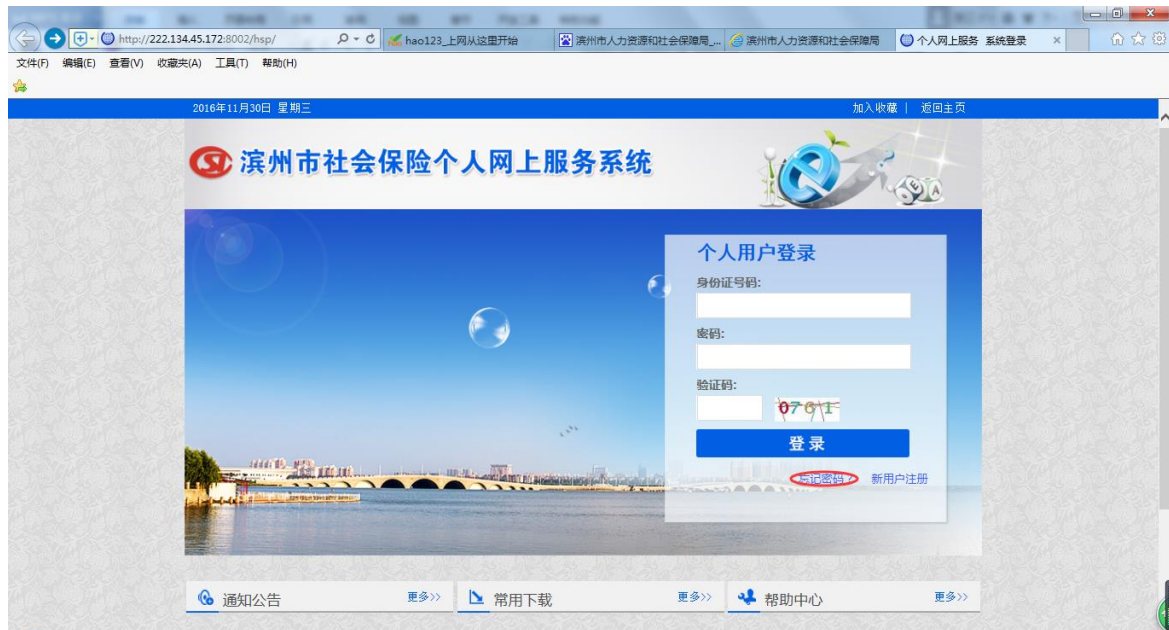 http://222.134.45.172:8002/hsp/
hao123_上网从这里开始
滨州市人力资源和社会保障局_...
滨州市人力资源和社会保障局
个人网上服务 系统登录
文件(F) 编辑(E) 查看(V) 收藏夹(A) 工具(T) 帮助(H)
2016年11月30日 星期三
加入收藏 | 返回主页
滨州市社会保险个人网上服务系统
个人用户登录
身份证号码:
密码:
验证码:
0761
登录
忘记密码? 新用户注册
通知公告 更多>> 常用下载 更多>> 帮助中心 更多>>